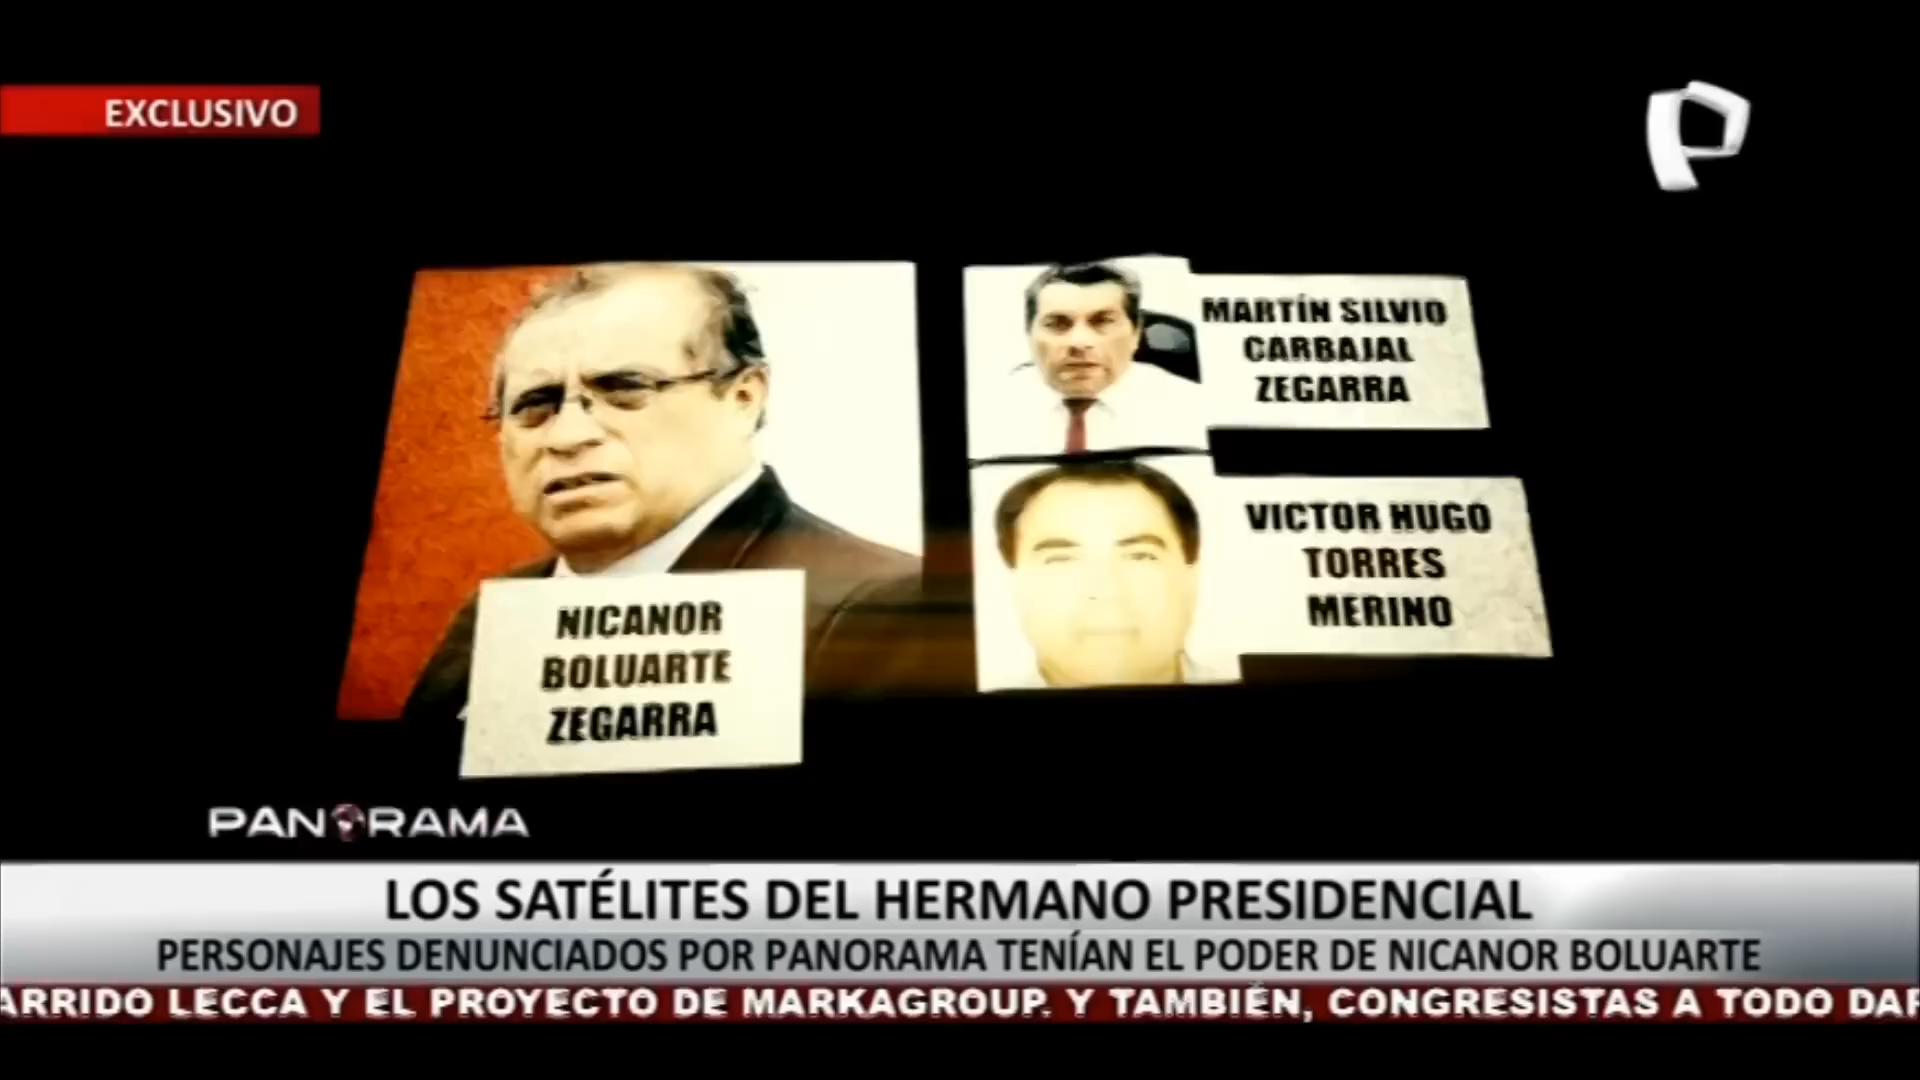 EXCLUSIVO
MARTÍN SILVIO
CARBAJAL
ZEGARRA
VICTOR HUGO
TORRES
MERINO
NICANOR
BOLUARTE
ZEGARRA
PANORAMA
LOS SATÉLITES DEL HERMANO PRESIDENCIAL
PERSONAJES DENUNCIADOS POR PANORAMA TENÍAN EL PODER DE NICANOR BOLUARTE
ARRIDO LECCA Y EL PROYECTO DE MARKAGROUP. Y TAMBIÉN, CONGRESISTAS A TODO DAR